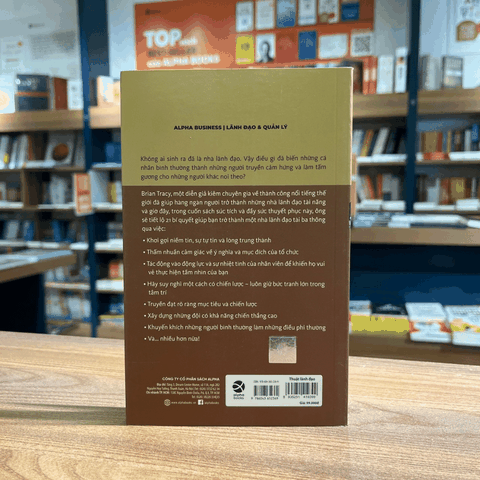 TOP
ALPHA BOOKS
ALPHA BUSINESS | LÃNH ĐẠO & QUẢN LÝ
Không ai sinh ra đã là nhà lãnh đạo. Vậy điều gì đã biến những cá
nhân bình thường thành những người truyền cảm hứng và làm tấm
gương cho những người khác noi theo?
Brian Tracy, một diễn giả kiêm chuyên gia về thành công nổi tiếng thế
giới đã giúp hàng ngàn người trở thành những nhà lãnh đạo tài năng
và giờ đây, trong cuốn sách súc tích và đầy sức thuyết phục này, ông
sẽ tiết lộ 21 bí quyết giúp bạn trở thành một nhà lãnh đạo tài ba thông
qua việc:
• Khơi gợi niềm tin, sự tự tin và lòng trung thành
• Thấm nhuần cảm giác về ý nghĩa và mục đích của tổ chức
• Tác động vào động lực và sự nhiệt tình của nhân viên để khiến họ vui
vẻ thực hiện tầm nhìn của bạn
• Hãy suy nghĩ một cách có chiến lược – luôn giữ bức tranh lớn trong
tâm trí
• Truyền đạt rõ ràng mục tiêu và chiến lược
• Xây dựng những đội có khả năng chiến thắng cao
• Khuyến khích những người bình thường làm những điều phi thường
• Và... nhiều hơn nữa!
CÔNG TY CỔ PHẦN SÁCH ALPHA
alpha
books
Thuật lãnh đạo